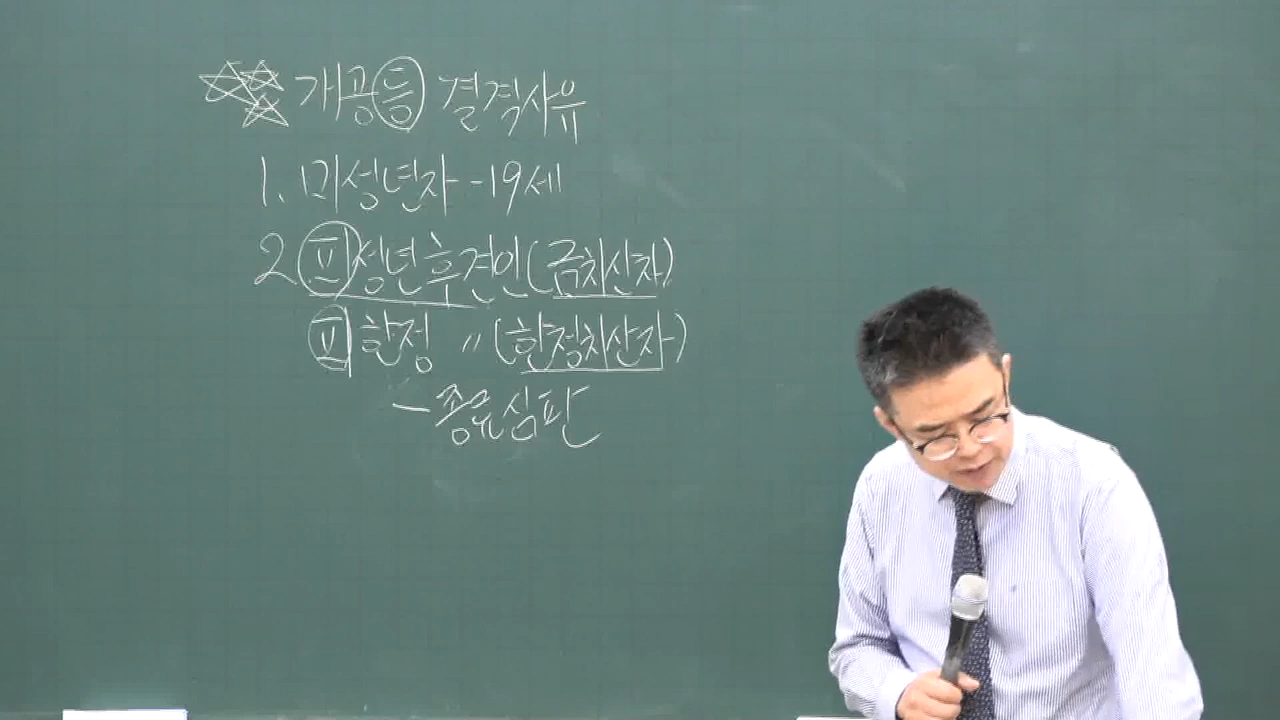 개공등 결격사유
1. 미성년자 - 19세
2 피성년후견인(금치산자)
피한정 〃 (한정치산자)
- 종료심판